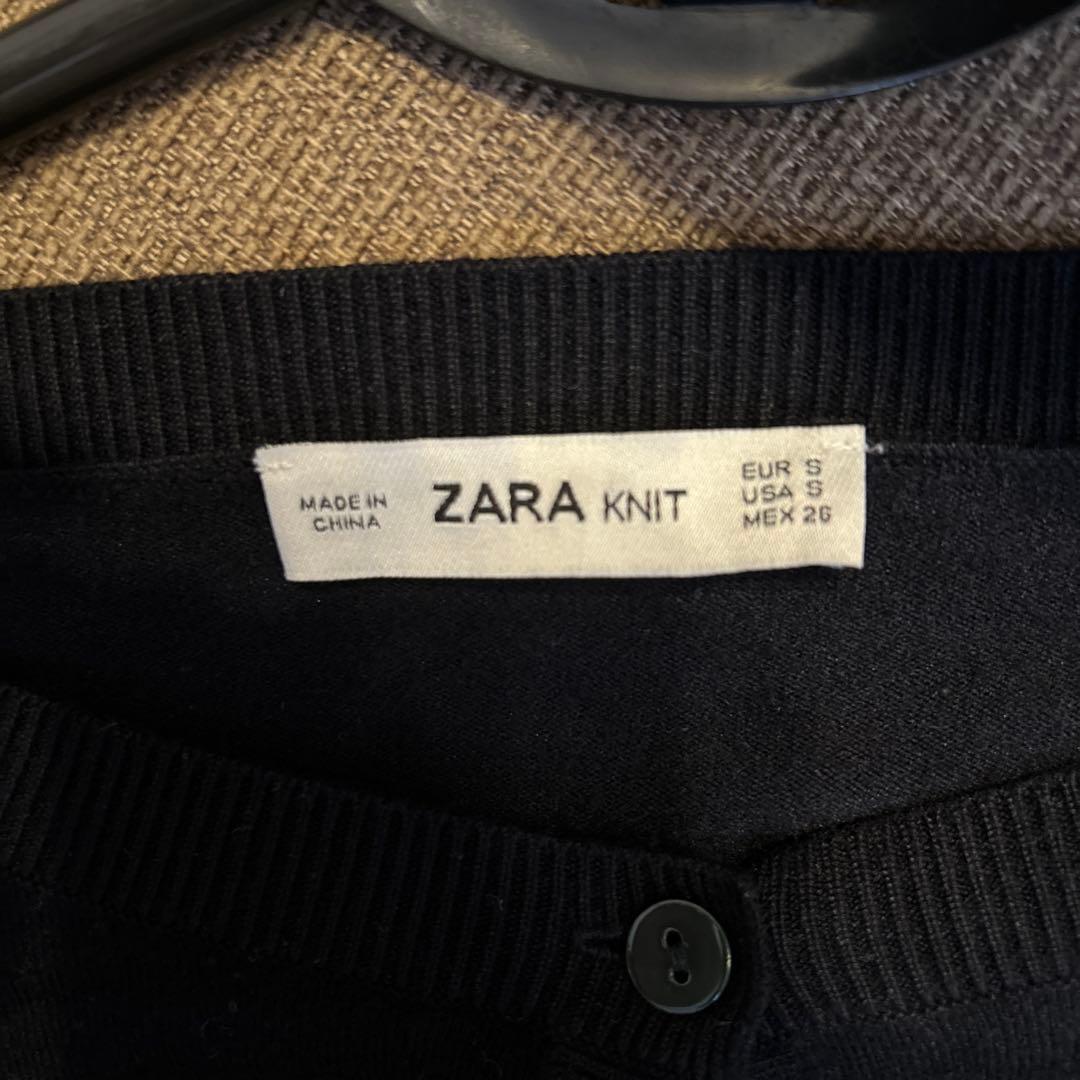 MADE IN
CHINA
ZARA KNIT
EUR S
USA S
MEX 26